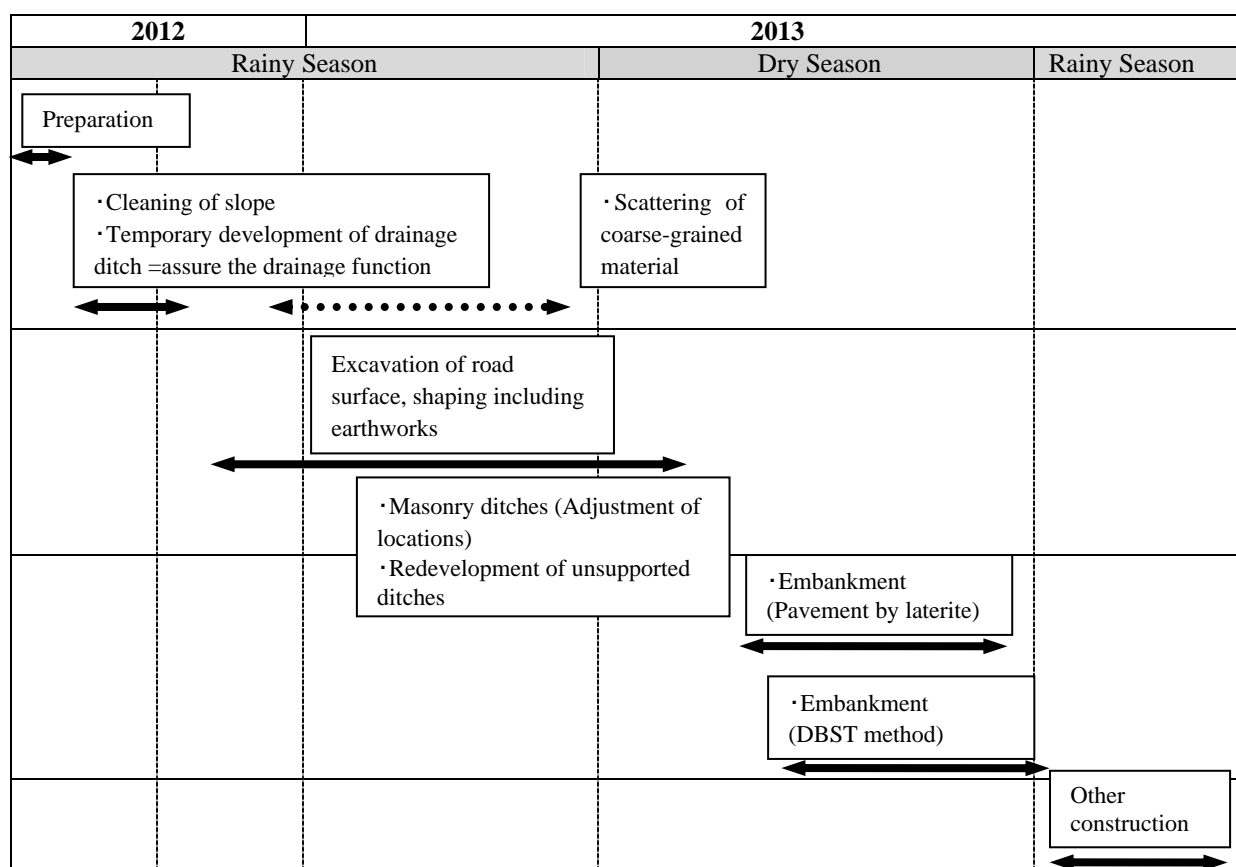 2012 2013
Rainy Season Dry Season Rainy Season
Preparation
・Cleaning of slope
・Temporary development of drainage
ditch =assure the drainage function
・Scattering of
coarse-grained
material
Excavation of road
surface, shaping including
earthworks
・Masonry ditches (Adjustment of
locations)
・Redevelopment of unsupported
ditches
・Embankment
(Pavement by laterite)
・Embankment
(DBST method)
Other
construction